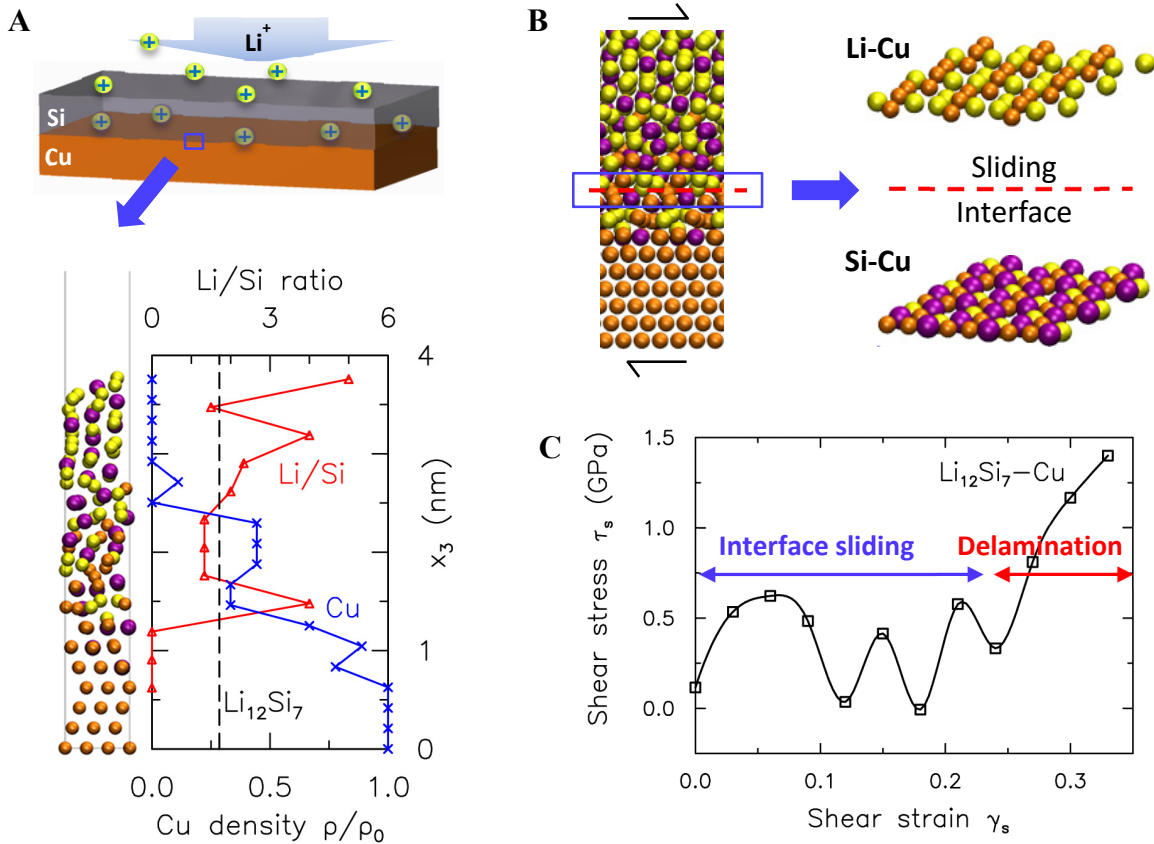 A
Li+
Si
Cu
Li/Si ratio
0 3 6
Li/Si
Cu
Li12Si7
4
1
0
x3 (nm)
0.0 0.5 1.0
Cu density ρ/ρ0
B
Li-Cu
Sliding
Interface
Si-Cu
C
1.5
1.0
0.5
0.0
Shear stress τs (GPa)
Li12Si7-Cu
Interface sliding
Delamination
0.0 0.1 0.2 0.3
Shear strain γs